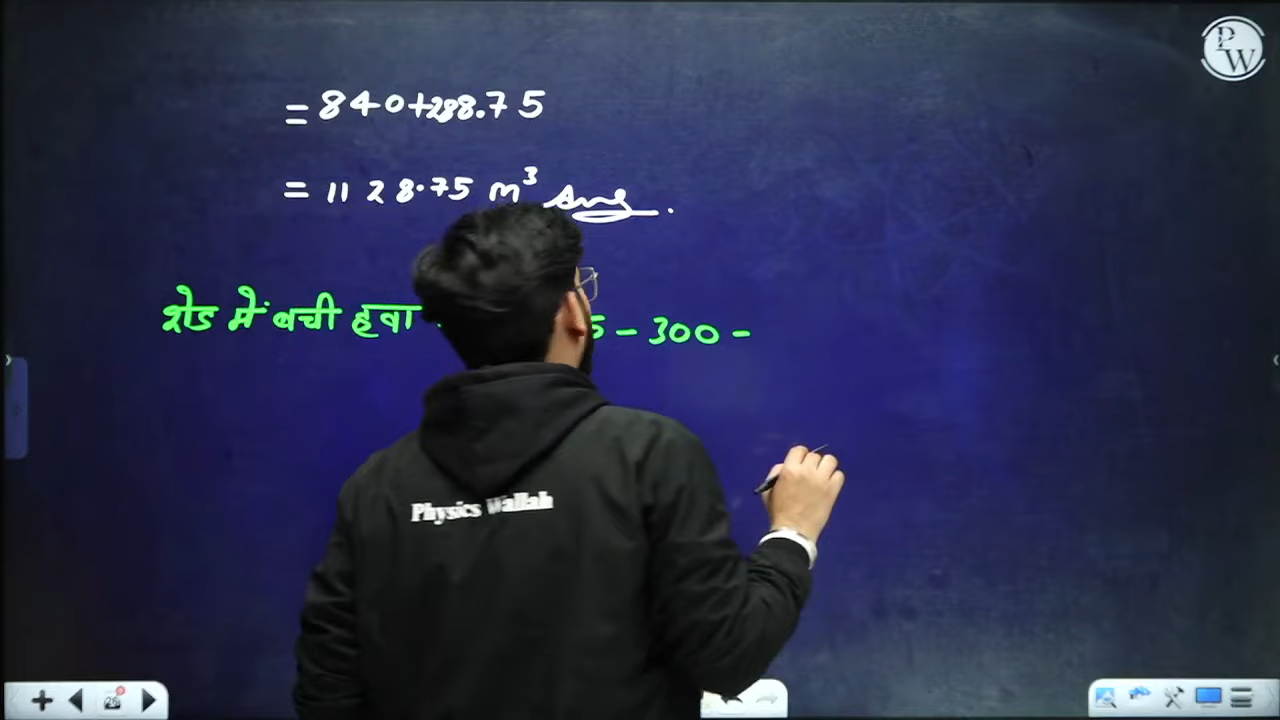 PW
= 840+288.75
= 1128.75 m³ Ans.
शेड में बची हवा 5 - 300 -
Physics Wallah